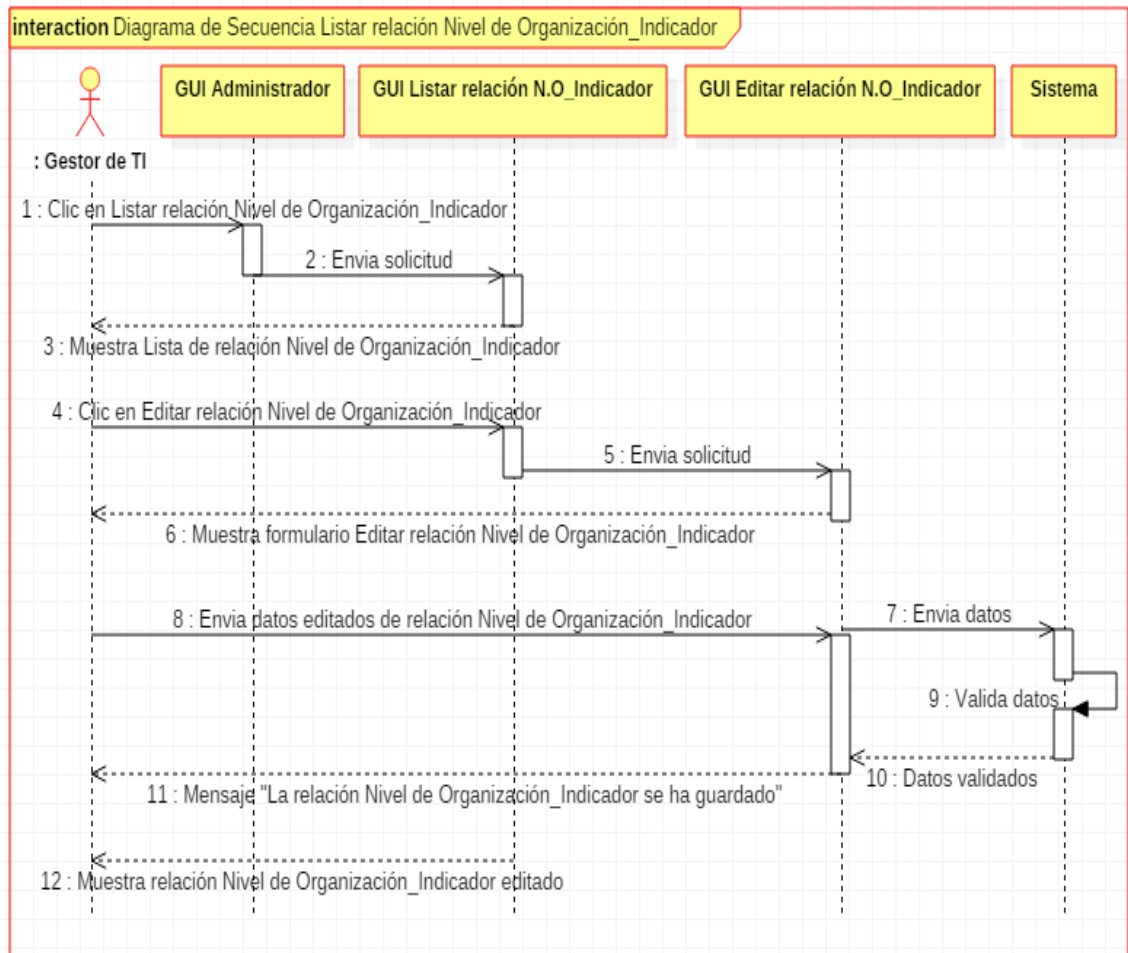 interaction Diagrama de Secuencia Listar relación Nivel de Organización_Indicador
GUI Administrador
GUI Listar relación N.O_Indicador
GUI Editar relación N.O_Indicador
Sistema
: Gestor de TI
1 : Clic en Listar relación Nivel de Organización_Indicador
2 : Envia solicitud
3 : Muestra Lista de relación Nivel de Organización_Indicador
4 : Clic en Editar relación Nivel de Organización_Indicador
5 : Envia solicitud
6 : Muestra formulario Editar relación Nivel de Organización_Indicador
8 : Envia datos editados de relación Nivel de Organización_Indicador
7 : Envia datos
9 : Valida datos
10 : Datos validados
11 : Mensaje "La relación Nivel de Organización_Indicador se ha guardado"
12 : Muestra relación Nivel de Organización_Indicador editado